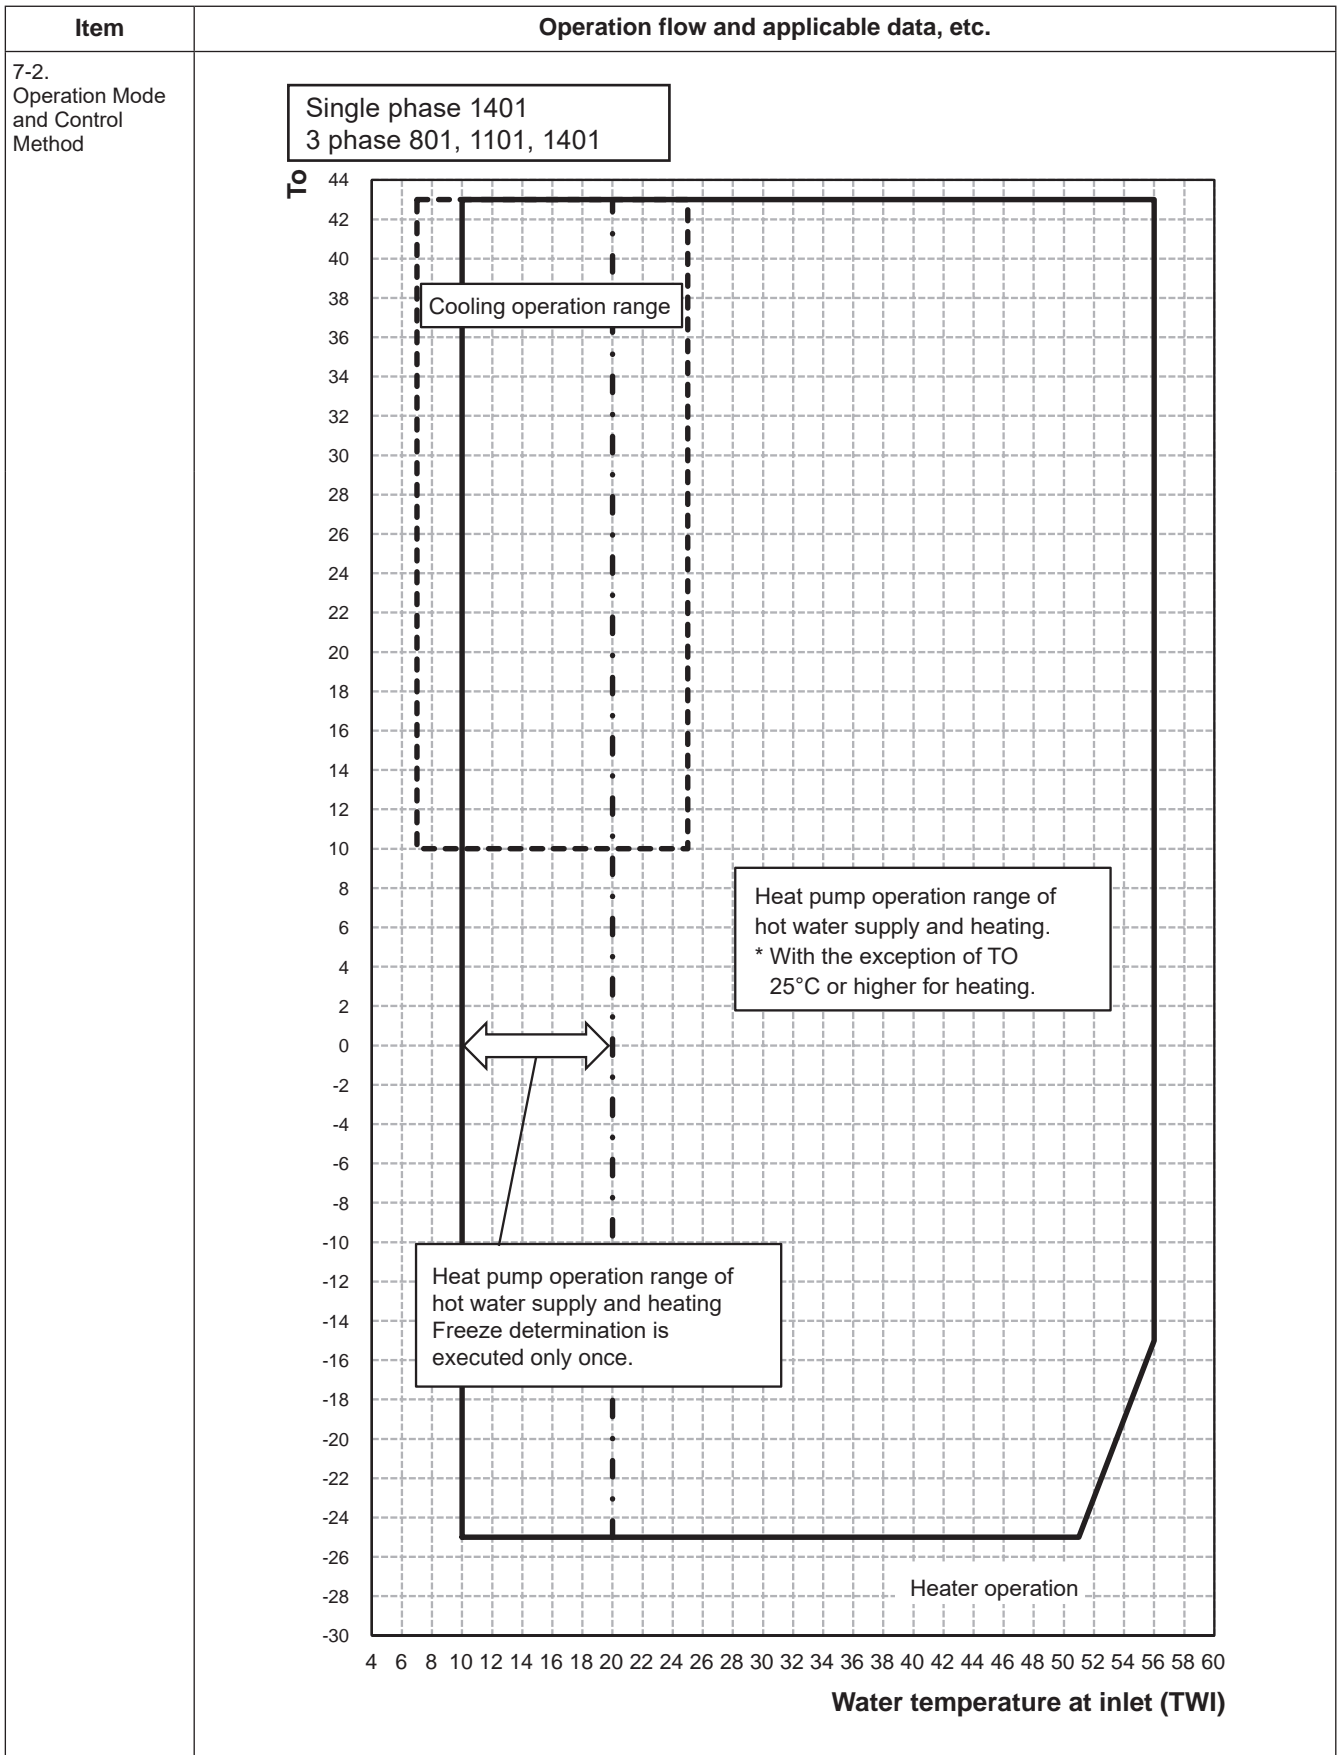 Item
Operation flow and applicable data, etc.
7-2.
Operation Mode
and Control
Method
Single phase 1401
3 phase 801, 1101, 1401
To
44
42
40
38
36
34
32
30
28
26
24
22
20
18
16
14
12
10
8
6
4
2
0
-2
-4
-6
-8
-10
-12
-14
-16
-18
-20
-22
-24
-26
-28
-30
Cooling operation range
Heat pump operation range of
hot water supply and heating.
* With the exception of TO
25°C or higher for heating.
Heat pump operation range of
hot water supply and heating
Freeze determination is
executed only once.
Heater operation
4 6 8 10 12 14 16 18 20 22 24 26 28 30 32 34 36 38 40 42 44 46 48 50 52 54 56 58 60
Water temperature at inlet (TWI)